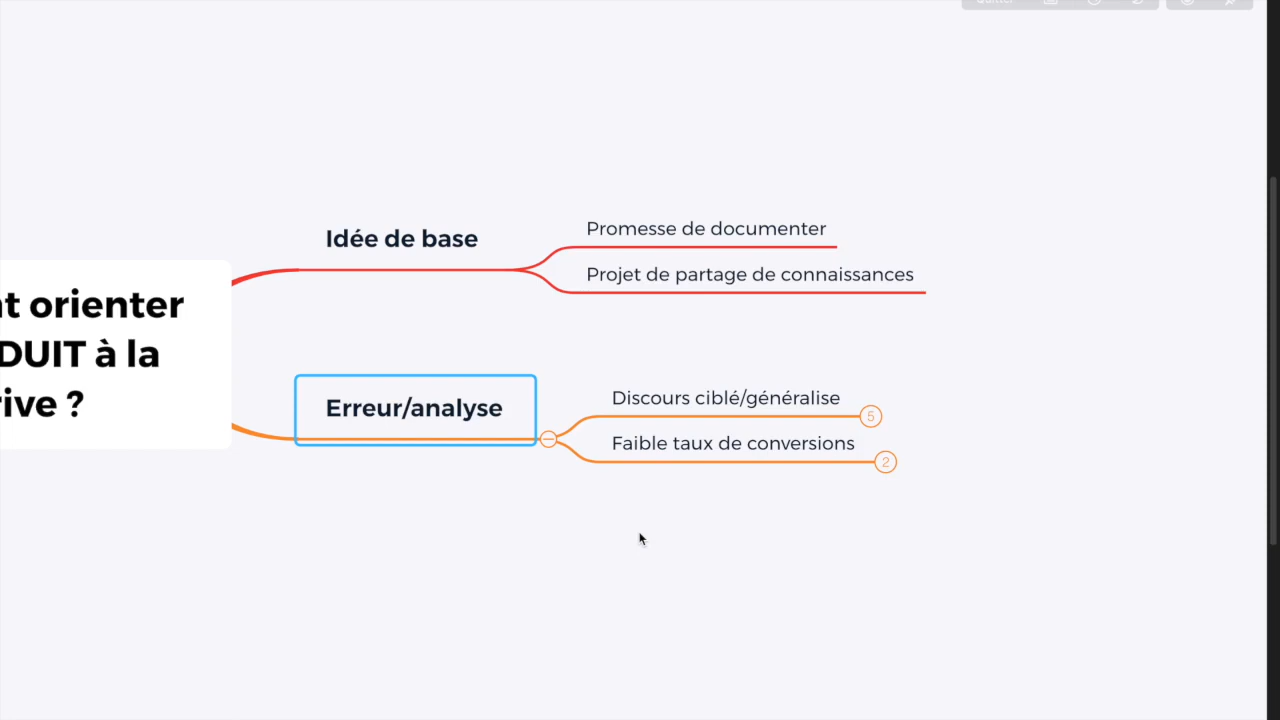 Idée de base
Promesse de documenter
Projet de partage de connaissances
nt orienter
DUIT à la
rive ?
Erreur/analyse
Discours ciblé/généralise
5
Faible taux de conversions
2